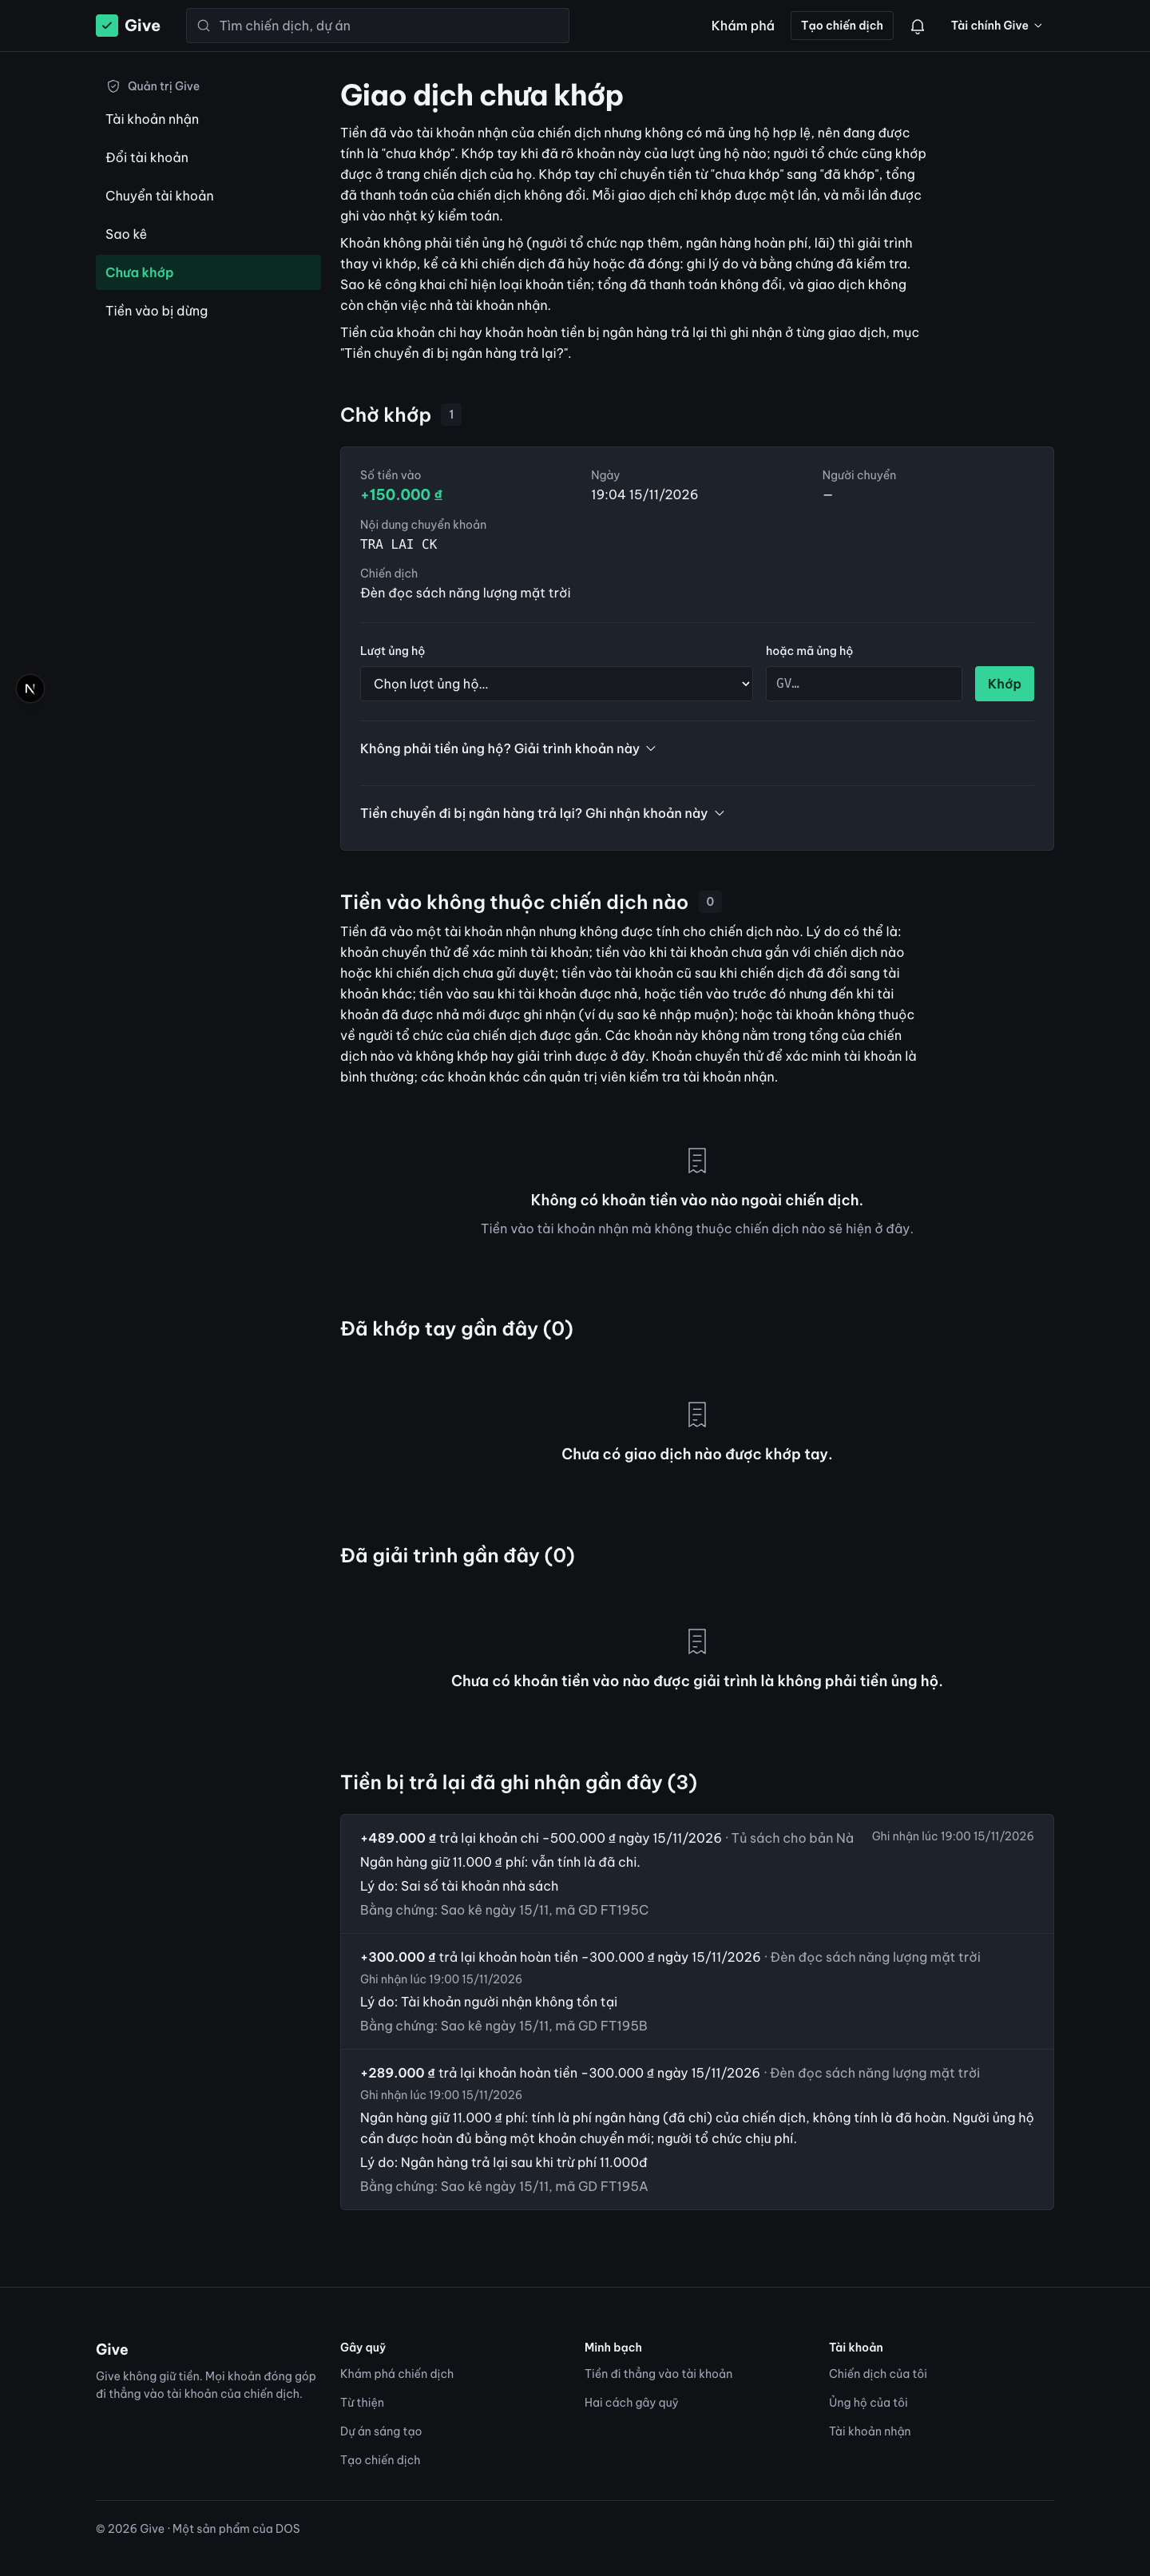 Give
Tìm chiến dịch, dự án
Khám phá
Tạo chiến dịch
Tài chính Give
Quản trị Give
Tài khoản nhận
Đổi tài khoản
Chuyển tài khoản
Sao kê
Chưa khớp
Tiền vào bị dừng
Giao dịch chưa khớp
Tiền đã vào tài khoản nhận của chiến dịch nhưng không có mã ủng hộ hợp lệ, nên đang được
tính là "chưa khớp". Khớp tay khi đã rõ khoản này của lượt ủng hộ nào; người tổ chức cũng khớp
được ở trang chiến dịch của họ. Khớp tay chỉ chuyển tiền từ "chưa khớp" sang "đã khớp", tổng
đã thanh toán của chiến dịch không đổi. Mỗi giao dịch chỉ khớp được một lần, và mỗi lần được
ghi vào nhật ký kiểm toán.
Khoản không phải tiền ủng hộ (người tổ chức nạp thêm, ngân hàng hoàn phí, lãi) thì giải trình
thay vì khớp, kể cả khi chiến dịch đã hủy hoặc đã đóng: ghi lý do và bằng chứng đã kiểm tra.
Sao kê công khai chỉ hiện loại khoản tiền; tổng đã thanh toán không đổi, và giao dịch không
còn chặn việc nhả tài khoản nhận.
Tiền của khoản chi hay khoản hoàn tiền bị ngân hàng trả lại thì ghi nhận ở từng giao dịch, mục
"Tiền chuyển đi bị ngân hàng trả lại?".
Chờ khớp 1
Số tiền vào
+150.000 ₫
Ngày
19:04 15/11/2026
Người chuyển
—
Nội dung chuyển khoản
TRA LAI CK
Chiến dịch
Đèn đọc sách năng lượng mặt trời
Lượt ủng hộ
Chọn lượt ủng hộ...
hoặc mã ủng hộ
GV…
Khớp
Không phải tiền ủng hộ? Giải trình khoản này
Tiền chuyển đi bị ngân hàng trả lại? Ghi nhận khoản này
Tiền vào không thuộc chiến dịch nào 0
Tiền đã vào một tài khoản nhận nhưng không được tính cho chiến dịch nào. Lý do có thể là:
khoản chuyển thử để xác minh tài khoản; tiền vào khi tài khoản chưa gắn với chiến dịch nào
hoặc khi chiến dịch chưa gửi duyệt; tiền vào tài khoản cũ sau khi chiến dịch đã đổi sang tài
khoản khác; tiền vào sau khi tài khoản được nhả, hoặc tiền vào trước đó nhưng đến khi tài
khoản đã được nhả mới được ghi nhận (ví dụ sao kê nhập muộn); hoặc tài khoản không thuộc
về người tổ chức của chiến dịch được gắn. Các khoản này không nằm trong tổng của chiến
dịch nào và không khớp hay giải trình được ở đây. Khoản chuyển thử để xác minh tài khoản là
bình thường; các khoản khác cần quản trị viên kiểm tra tài khoản nhận.
Không có khoản tiền vào nào ngoài chiến dịch.
Tiền vào tài khoản nhận mà không thuộc chiến dịch nào sẽ hiện ở đây.
Đã khớp tay gần đây (0)
Chưa có giao dịch nào được khớp tay.
Đã giải trình gần đây (0)
Chưa có khoản tiền vào nào được giải trình là không phải tiền ủng hộ.
Tiền bị trả lại đã ghi nhận gần đây (3)
+489.000 ₫ trả lại khoản chi -500.000 ₫ ngày 15/11/2026 · Tủ sách cho bản Nà
Ghi nhận lúc 19:00 15/11/2026
Ngân hàng giữ 11.000 ₫ phí: vẫn tính là đã chi.
Lý do: Sai số tài khoản nhà sách
Bằng chứng: Sao kê ngày 15/11, mã GD FT195C
+300.000 ₫ trả lại khoản hoàn tiền -300.000 ₫ ngày 15/11/2026 · Đèn đọc sách năng lượng mặt trời
Ghi nhận lúc 19:00 15/11/2026
Lý do: Tài khoản người nhận không tồn tại
Bằng chứng: Sao kê ngày 15/11, mã GD FT195B
+289.000 ₫ trả lại khoản hoàn tiền -300.000 ₫ ngày 15/11/2026 · Đèn đọc sách năng lượng mặt trời
Ghi nhận lúc 19:00 15/11/2026
Ngân hàng giữ 11.000 ₫ phí: tính là phí ngân hàng (đã chi) của chiến dịch, không tính là đã hoàn. Người ủng hộ
cần được hoàn đủ bằng một khoản chuyển mới; người tổ chức chịu phí.
Lý do: Ngân hàng trả lại sau khi trừ phí 11.000đ
Bằng chứng: Sao kê ngày 15/11, mã GD FT195A
Give
Give không giữ tiền. Mọi khoản đóng góp
đi thẳng vào tài khoản của chiến dịch.
Gây quỹ
Khám phá chiến dịch
Từ thiện
Dự án sáng tạo
Tạo chiến dịch
Minh bạch
Tiền đi thẳng vào tài khoản
Hai cách gây quỹ
Tài khoản
Chiến dịch của tôi
Ủng hộ của tôi
Tài khoản nhận
© 2026 Give · Một sản phẩm của DOS